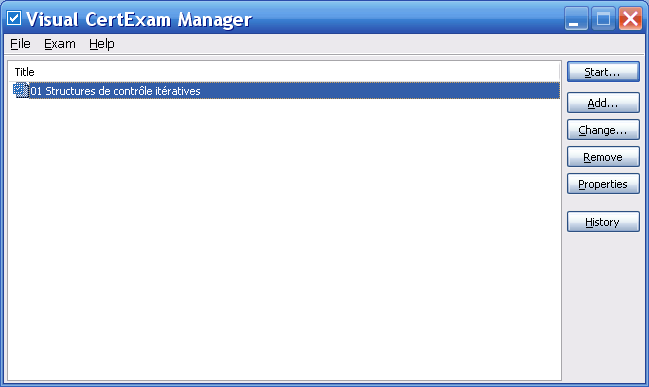 Visual CertExam Manager
File Exam Help
Title
01 Structures de contrôle itératives
Start...
Add...
Change...
Remove
Properties
History